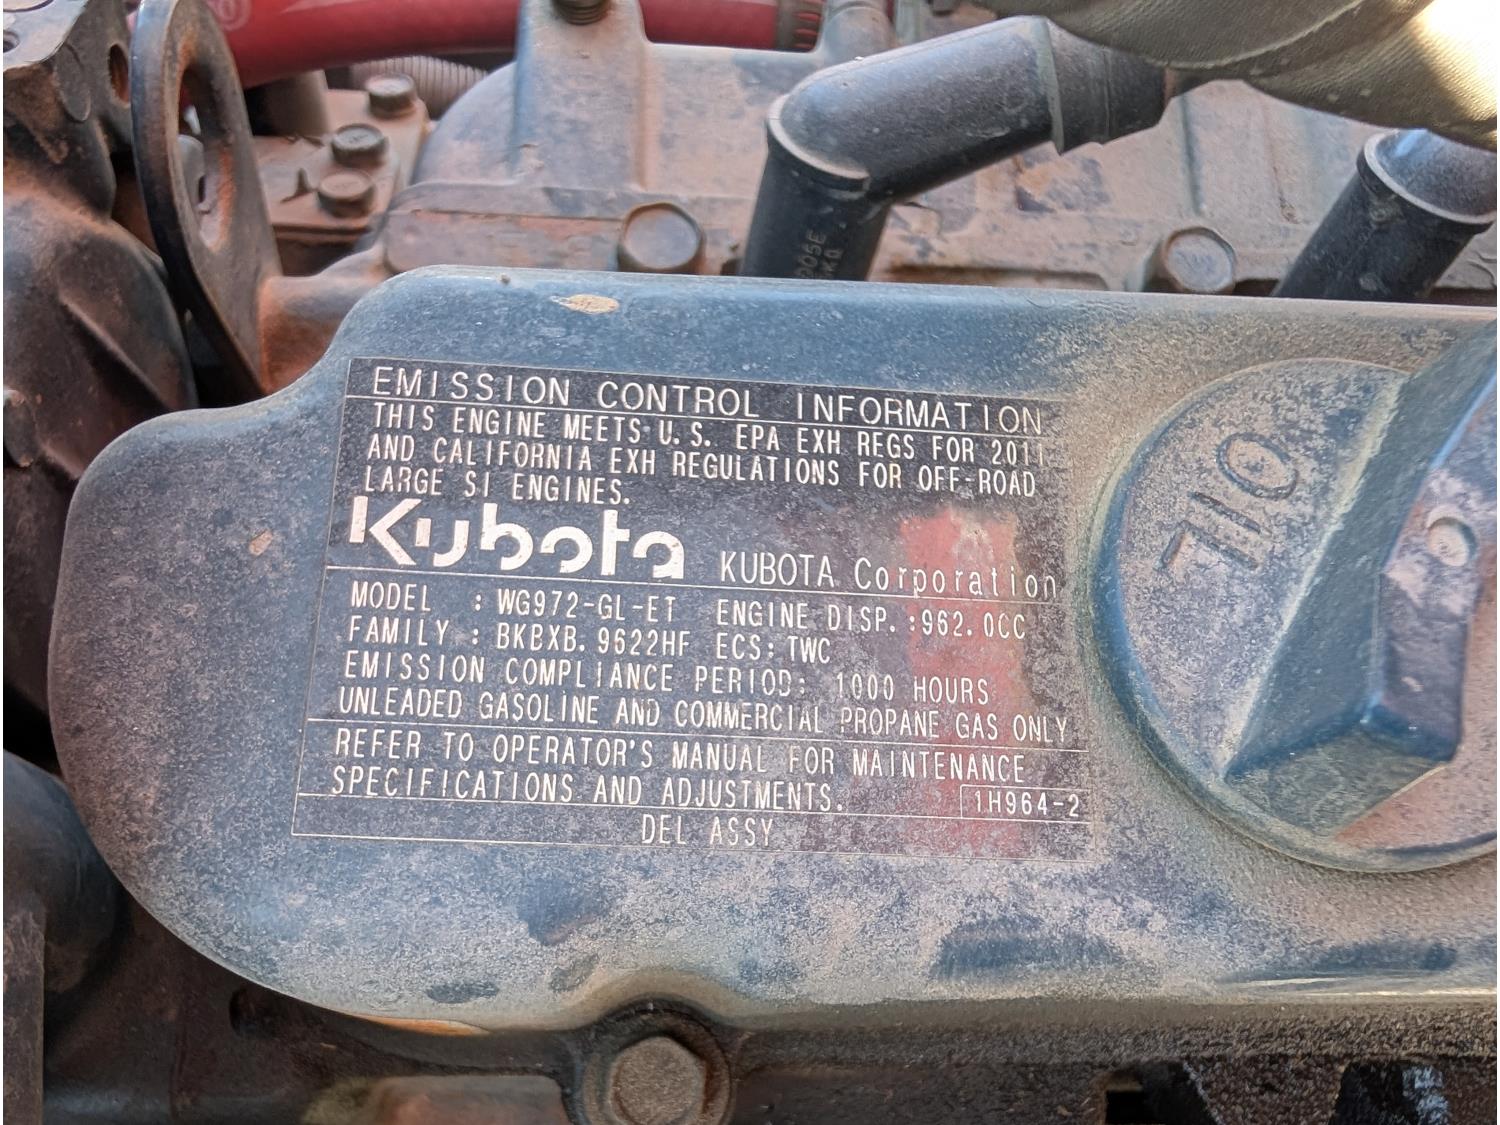 EMISSION CONTROL INFORMATION
THIS ENGINE MEETS U.S. EPA EXH REGS FOR 2011
AND CALIFORNIA EXH REGULATIONS FOR OFF-ROAD
LARGE SI ENGINES.
Kubota KUBOTA Corporation
MODEL : WG972-GL-ET ENGINE DISP.:962.0CC
FAMILY : BKBXB.9622HF ECS:TWC
EMISSION COMPLIANCE PERIOD: 1000 HOURS
UNLEADED GASOLINE AND COMMERCIAL PROPANE GAS ONLY
REFER TO OPERATOR'S MANUAL FOR MAINTENANCE
SPECIFICATIONS AND ADJUSTMENTS.
1H964-2
DEL ASSY
OIL